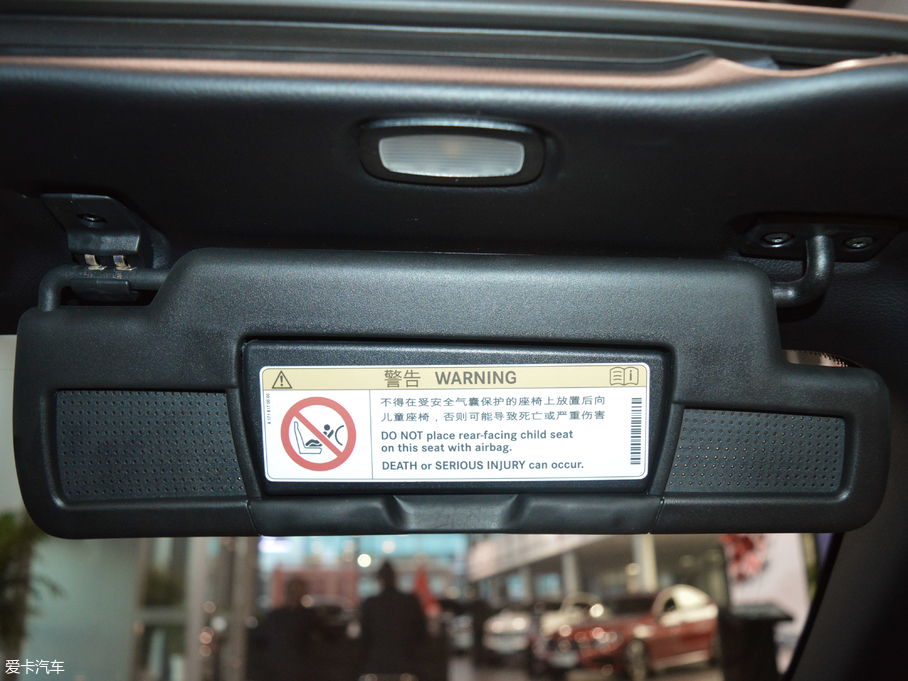 警告 WARNING
不得在受安全气囊保护的座椅上放置后向
儿童座椅，否则可能导致死亡或严重伤害
DO NOT place rear-facing child seat
on this seat with airbag.
DEATH or SERIOUS INJURY can occur.
爱卡汽车